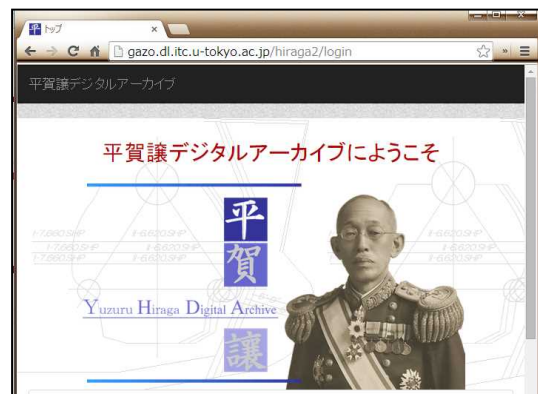 トップ
gazo.dl.itc.u-tokyo.ac.jp/hiraga2/login
平賀譲デジタルアーカイブ
平賀譲デジタルアーカイブにようこそ
平
賀
Yuzuru Hiraga Digital Archive
讓